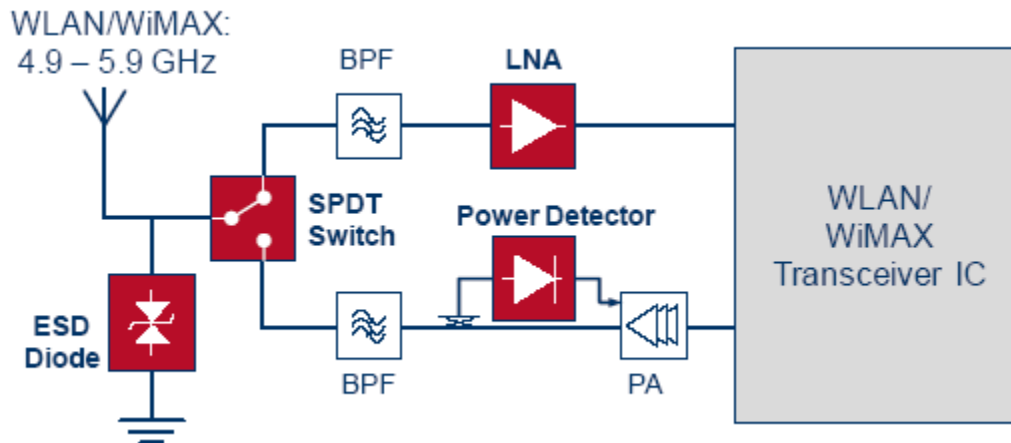 WLAN/WiMAX:
4.9 – 5.9 GHz
BPF
LNA
SPDT
Switch
Power Detector
WLAN/
WiMAX
Transceiver IC
ESD
Diode
BPF
PA